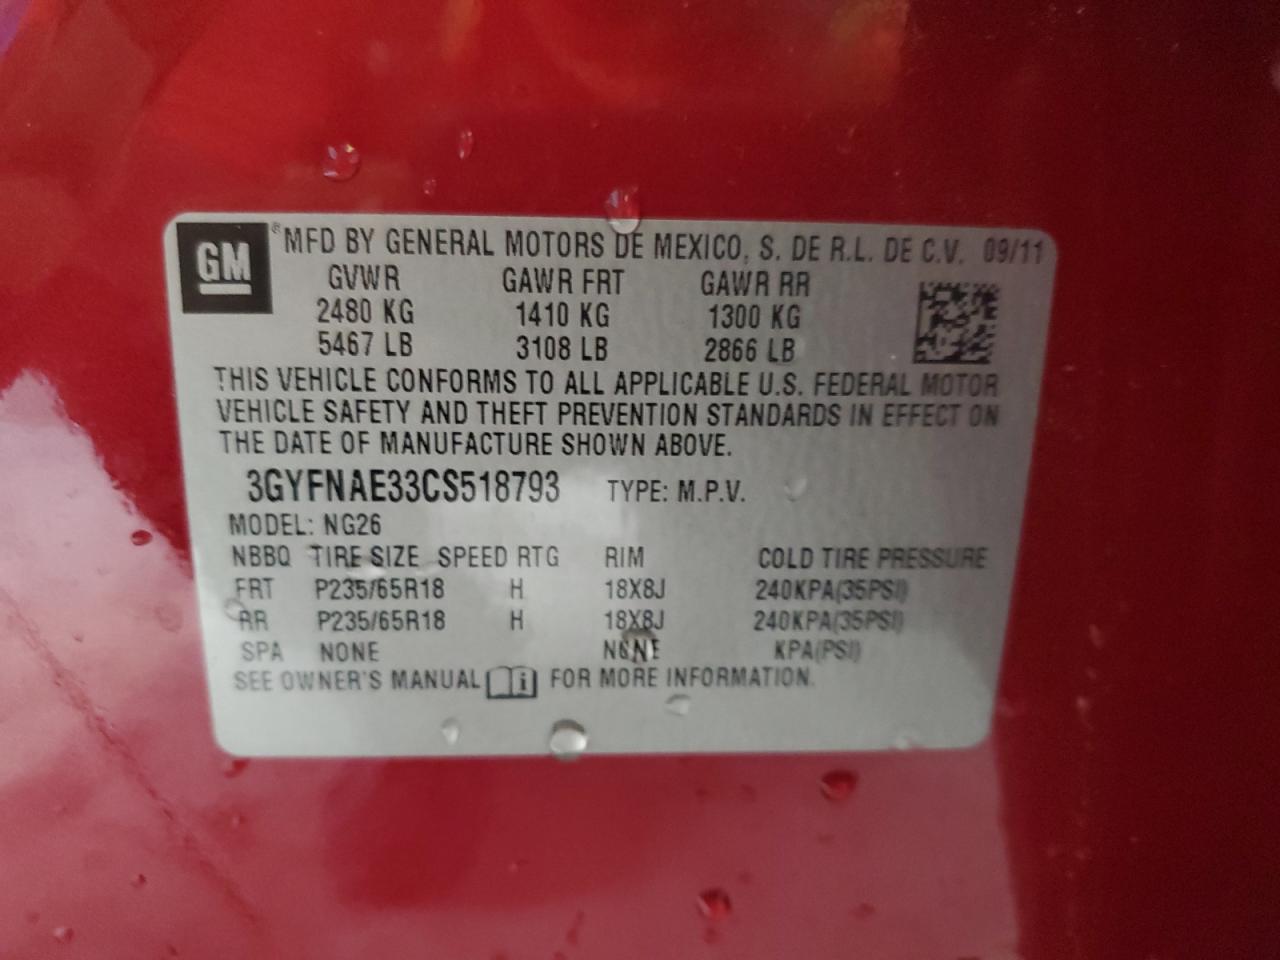 GM ® MFD BY GENERAL MOTORS DE MEXICO, S. DE R.L. DE C.V. 09/11
GVWR GAWR FRT GAWR RR
2480 KG 1410 KG 1300 KG
5467 LB 3108 LB 2866 LB
THIS VEHICLE CONFORMS TO ALL APPLICABLE U.S. FEDERAL MOTOR
VEHICLE SAFETY AND THEFT PREVENTION STANDARDS IN EFFECT ON
THE DATE OF MANUFACTURE SHOWN ABOVE.
3GYFNAE33CS518793 TYPE: M.P.V.
MODEL: NG26
NBBQ TIRE SIZE SPEED RTG RIM COLD TIRE PRESSURE
FRT P235/65R18 H 18X8J 240KPA(35PSI)
RR P235/65R18 H 18X8J 240KPA(35PSI)
SPA NONE NONE KPA(PSI)
SEE OWNER'S MANUAL i FOR MORE INFORMATION.